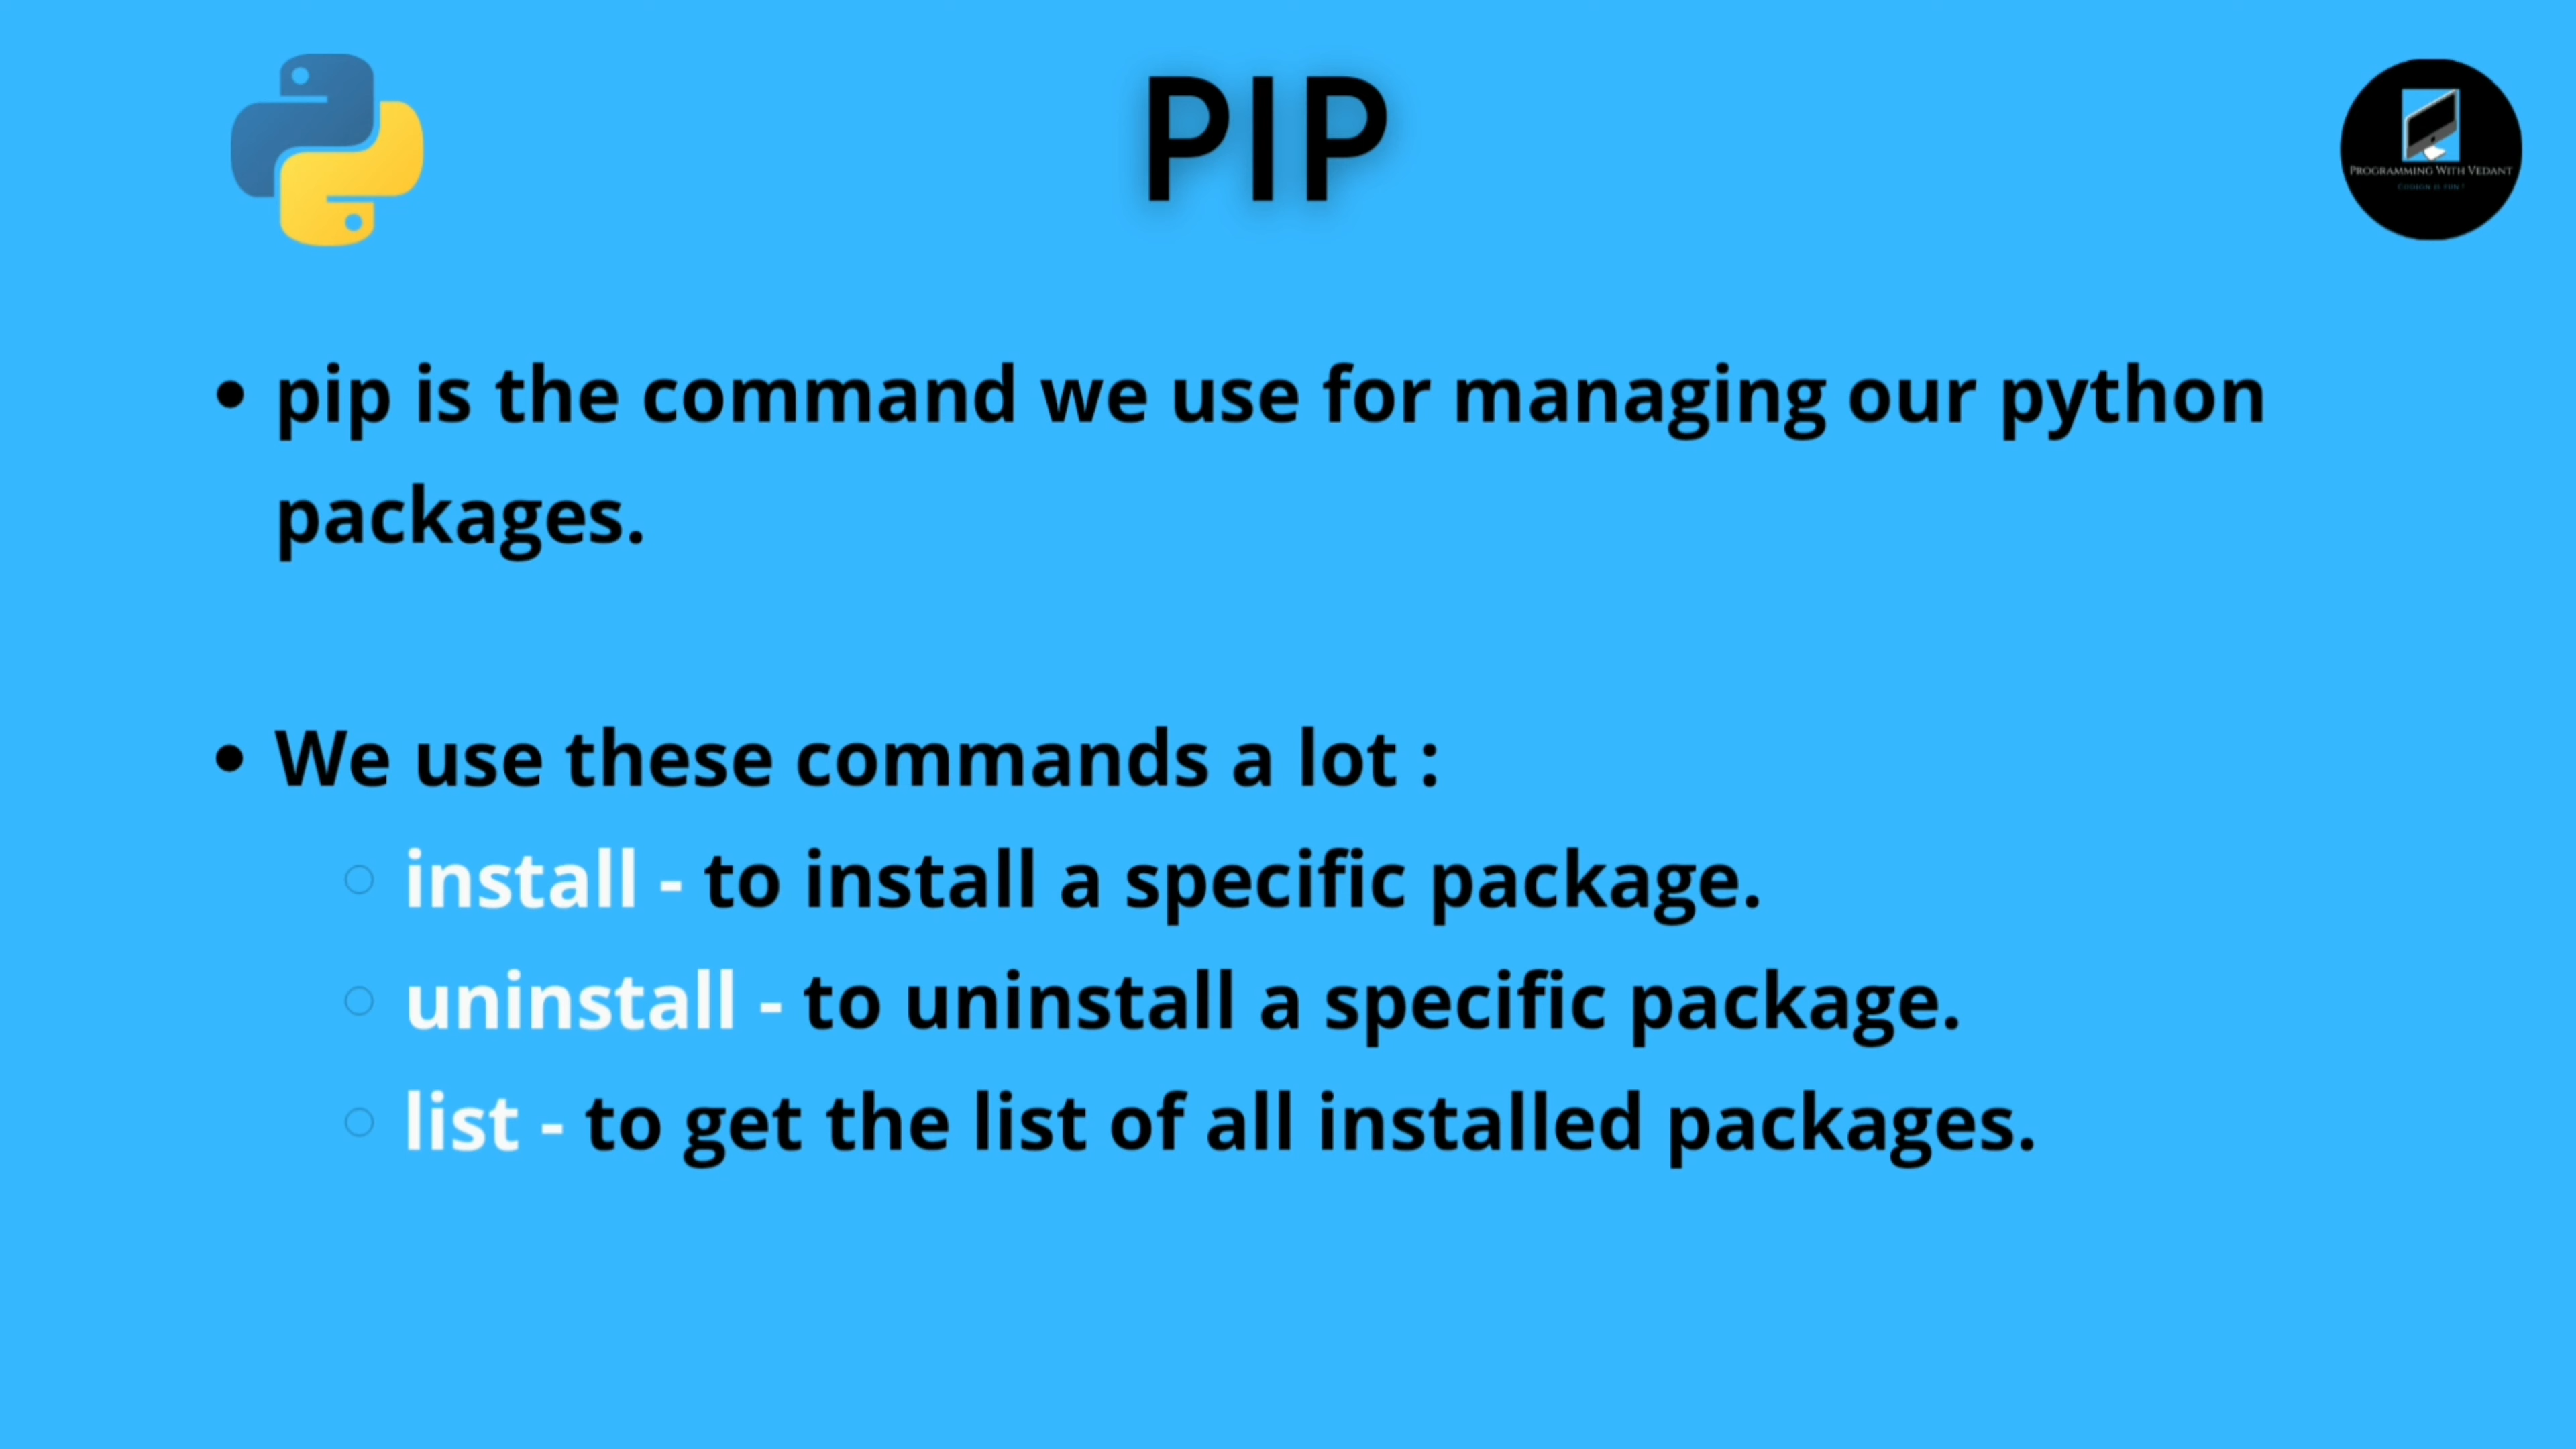 PIP
PROGRAMMING WITH VEDANT
• pip is the command we use for managing our python
packages.
• We use these commands a lot :
install - to install a specific package.
uninstall - to uninstall a specific package.
list - to get the list of all installed packages.